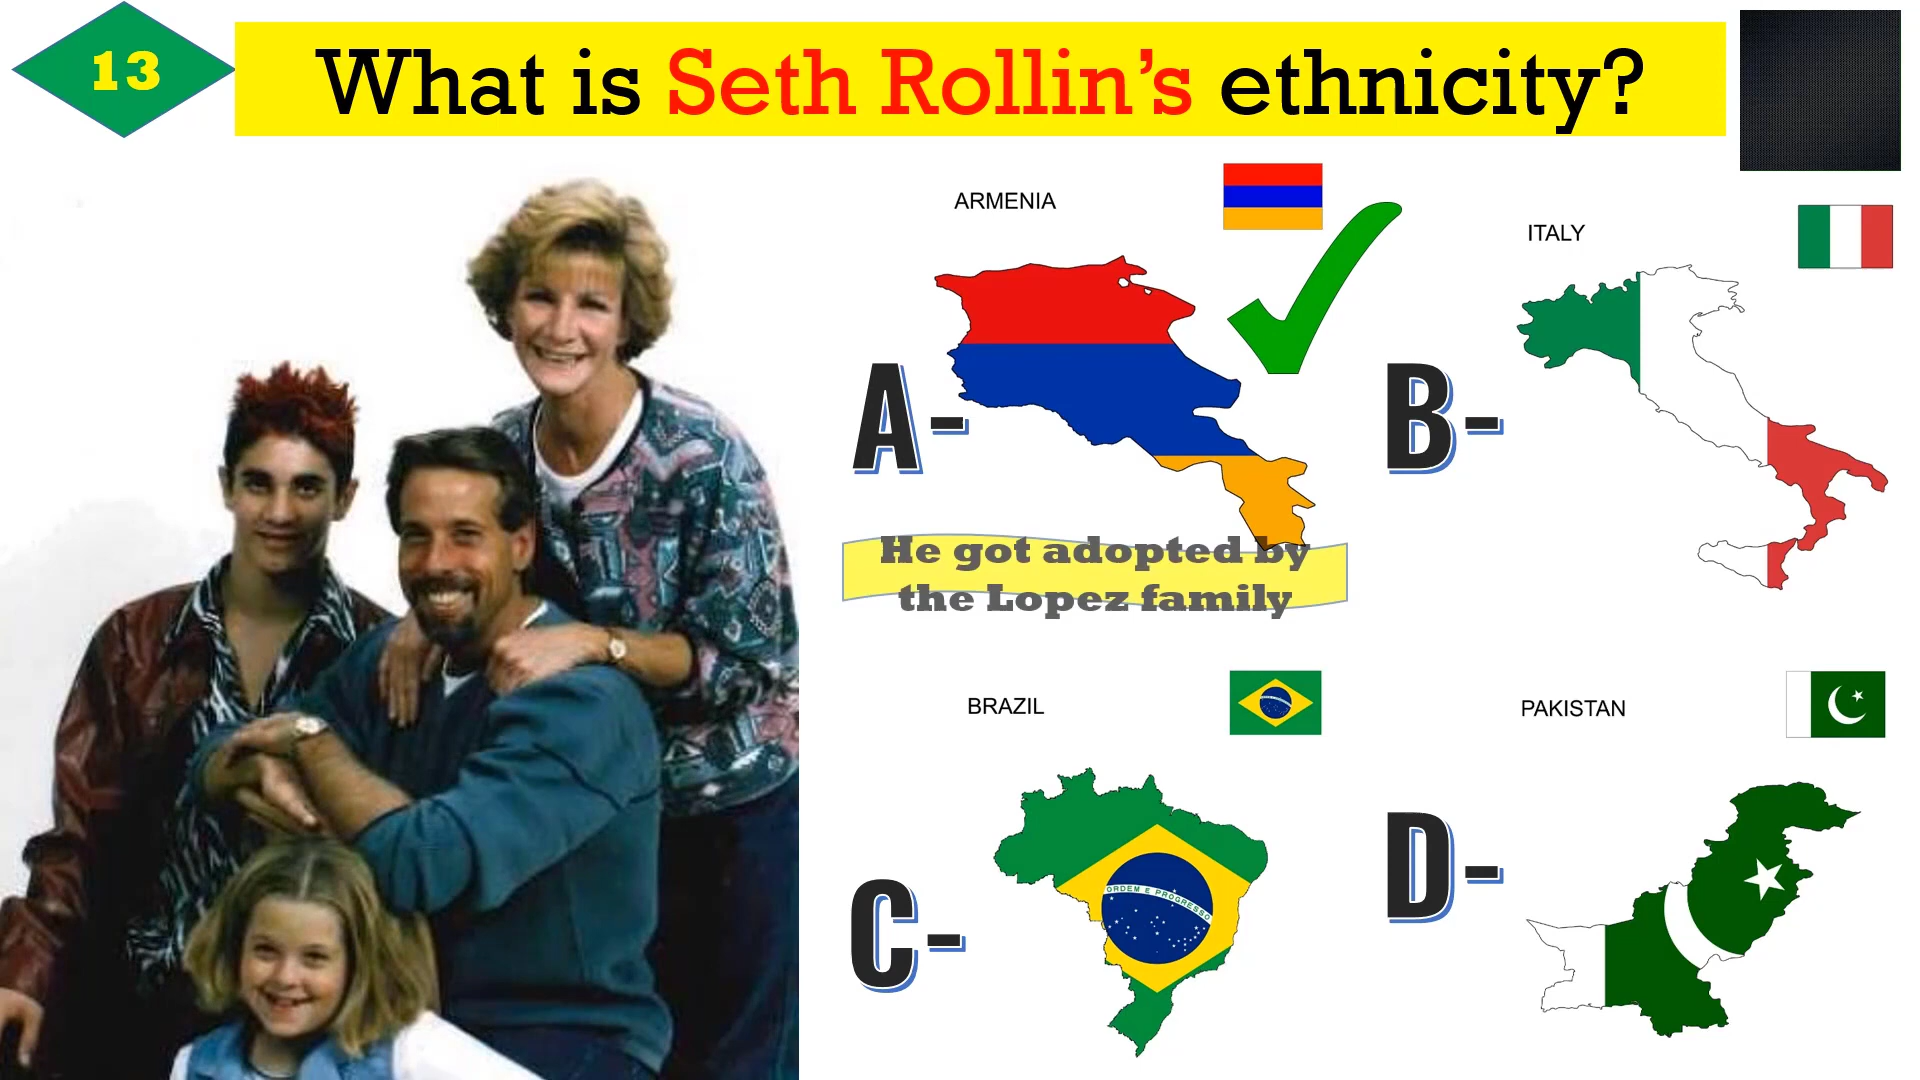 13
What is Seth Rollin's ethnicity?
ARMENIA
ITALY
A-
B-
He got adopted by
the Lopez family
BRAZIL
PAKISTAN
C-
D-
ORDEM E PROGRESSO